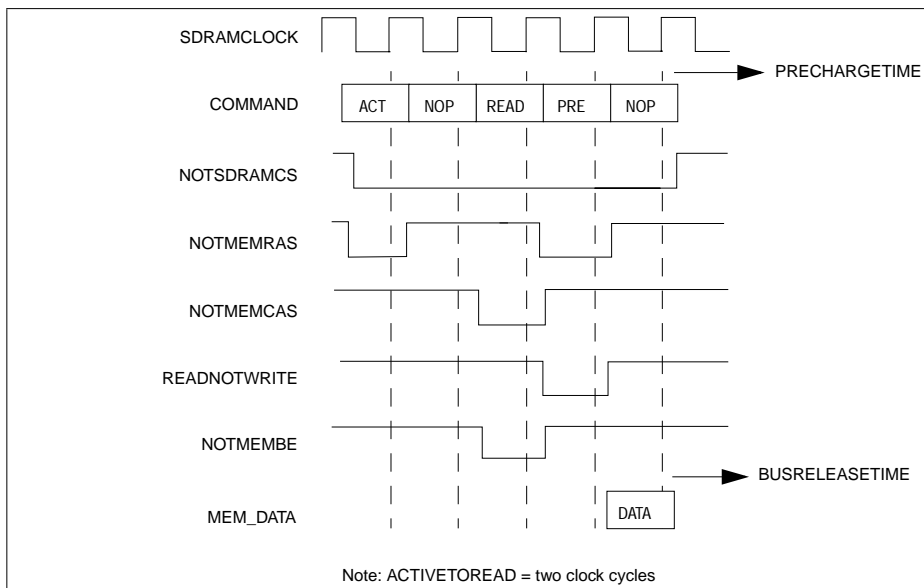 SDRAMCLOCK
PRECHARGETIME
COMMAND
ACT NOP READ PRE NOP
NOTSDRAMCS
NOTMEMRAS
NOTMEMCAS
READNOTWRITE
NOTMEMBE
BUSRELEASETIME
MEM_DATA
DATA
Note: ACTIVETOREAD = two clock cycles